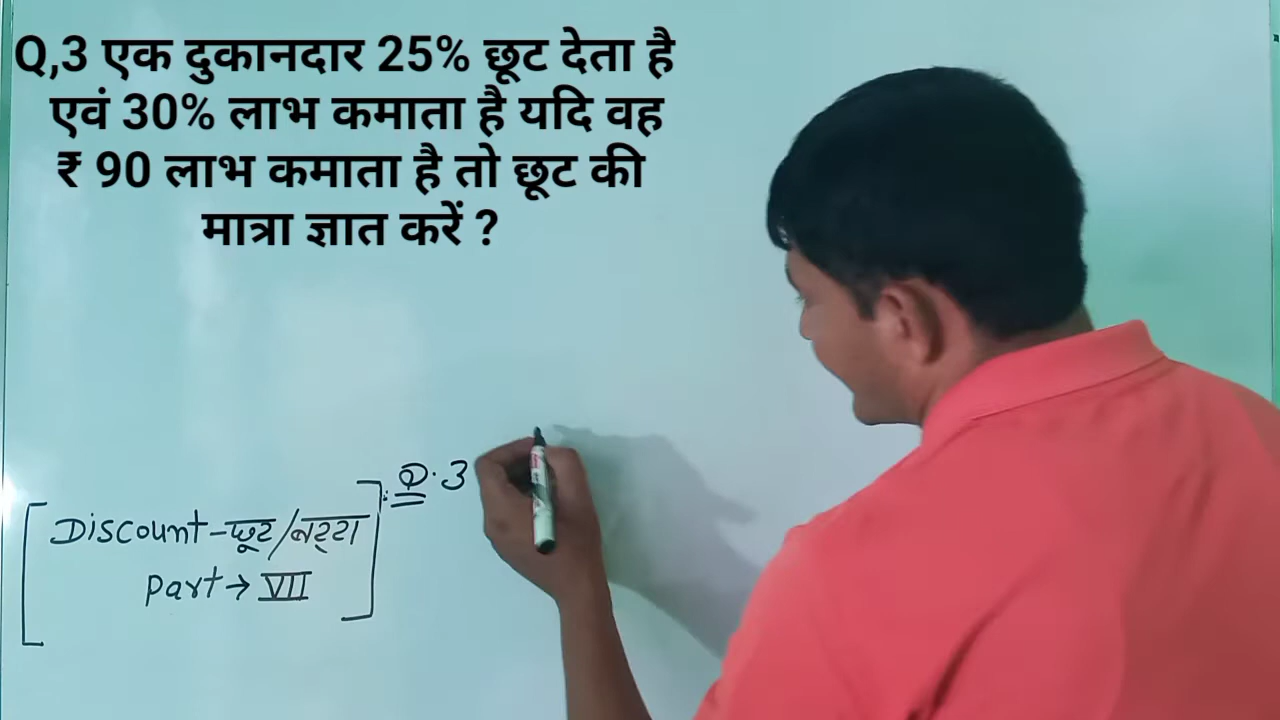 Q,3 एक दुकानदार 25% छूट देता है
एवं 30% लाभ कमाता है यदि वह
₹ 90 लाभ कमाता है तो छूट की
मात्रा ज्ञात करें ?
Q.3
Discount-छूट/बट्टा
Part→VII